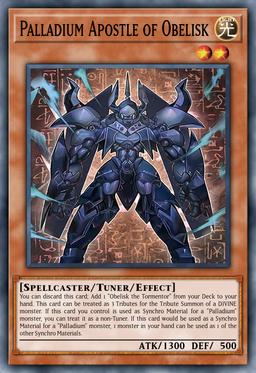 PALLADIUM APOSTLE OF OBELISK
光
[SPELLCASTER/TUNER/EFFECT]
You can discard this card; Add 1 "Obelisk the Tormentor" from your Deck to your
hand. This card can be treated as 3 Tributes for the Tribute Summon of a DIVINE
monster. If this card you control is used as Synchro Material for a "Palladium"
monster, you can treat it as a non-Tuner. If this card would be used as a Synchro
Material for a "Palladium" monster, 1 monster in your hand can be used as 1 of the
other Synchro Materials.
ATK/1300 DEF/ 500